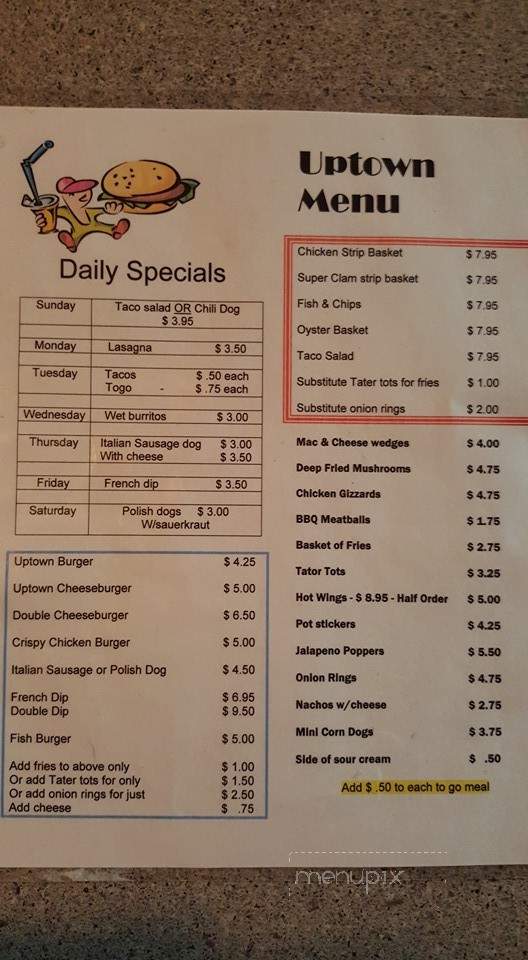 Uptown
Menu
Daily Specials
Sunday Taco salad OR Chili Dog
$ 3.95
Monday Lasagna $ 3.50
Tuesday Tacos $ .50 each
Togo - $ .75 each
Wednesday Wet burritos $ 3.00
Thursday Italian Sausage dog $ 3.00
With cheese $ 3.50
Friday French dip $ 3.50
Saturday Polish dogs $ 3.00
W/sauerkraut
Uptown Burger $ 4.25
Uptown Cheeseburger $ 5.00
Double Cheeseburger $ 6.50
Crispy Chicken Burger $ 5.00
Italian Sausage or Polish Dog $ 4.50
French Dip $ 6.95
Double Dip $ 9.50
Fish Burger $ 5.00
Add fries to above only $ 1.00
Or add Tater tots for only $ 1.50
Or add onion rings for just $ 2.50
Add cheese $ .75
Chicken Strip Basket $ 7.95
Super Clam strip basket $ 7.95
Fish & Chips $ 7.95
Oyster Basket $ 7.95
Taco Salad $ 7.95
Substitute Tater tots for fries $ 1.00
Substitute onion rings $ 2.00
Mac & Cheese wedges $ 4.00
Deep Fried Mushrooms $ 4.75
Chicken Gizzards $ 4.75
BBQ Meatballs $ 1.75
Basket of Fries $ 2.75
Tator Tots $ 3.25
Hot Wings - $ 8.95 - Half Order $ 5.00
Pot stickers $ 4.25
Jalapeno Poppers $ 5.50
Onion Rings $ 4.75
Nachos w/cheese $ 2.75
Mini Corn Dogs $ 3.75
Side of sour cream $ .50
Add $ .50 to each to go meal
menupix